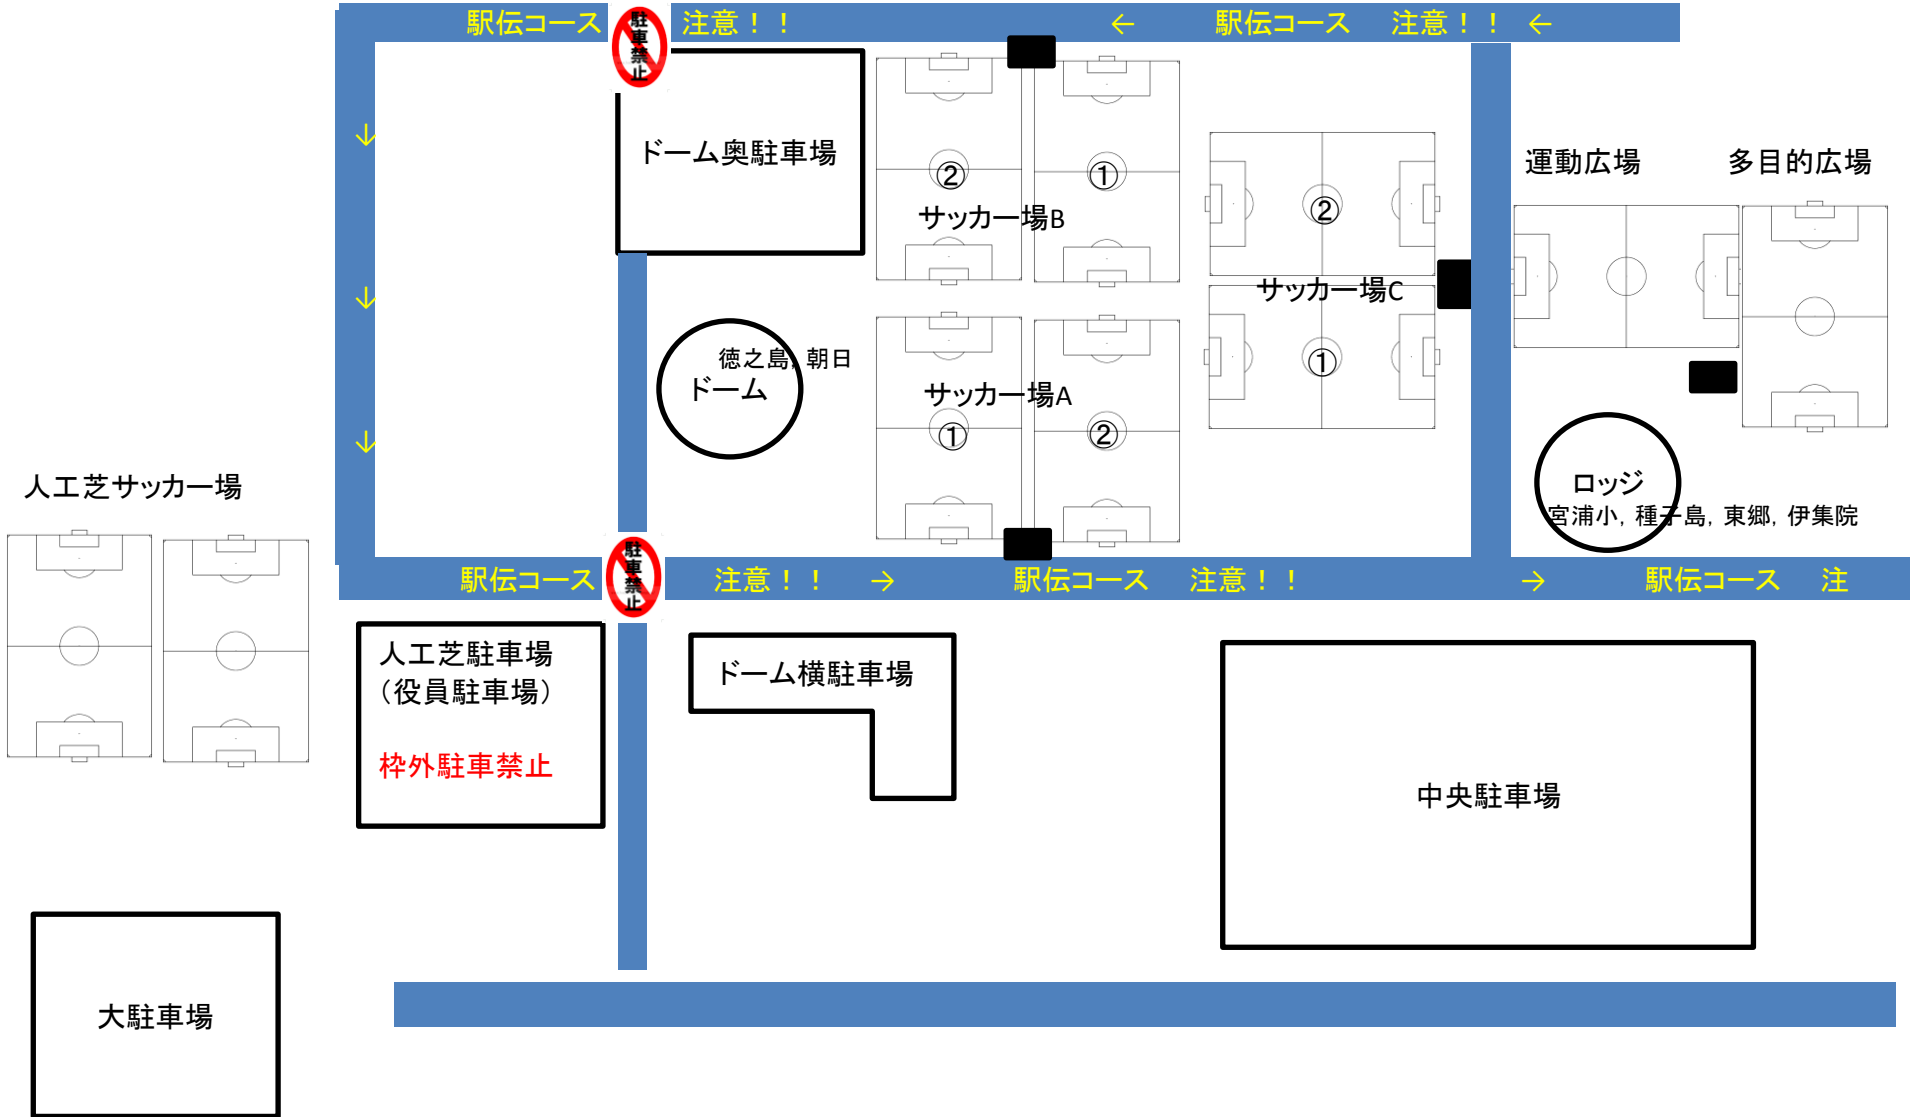 駅伝コース　注意！！　←　駅伝コース　注意！！ ←
駐車禁止
↓
ドーム奥駐車場
運動広場
多目的広場
②
①
②
サッカー場B
↓
サッカー場C
徳之島，朝日
ドーム
①
サッカー場A
↓
①
②
人工芝サッカー場
ロッジ
宮浦小，種子島，東郷，伊集院
駅伝コース　注意！！　→　駅伝コース　注意！！　→　駅伝コース　注
駐車禁止
人工芝駐車場
（役員駐車場）
枠外駐車禁止
ドーム横駐車場
中央駐車場
大駐車場